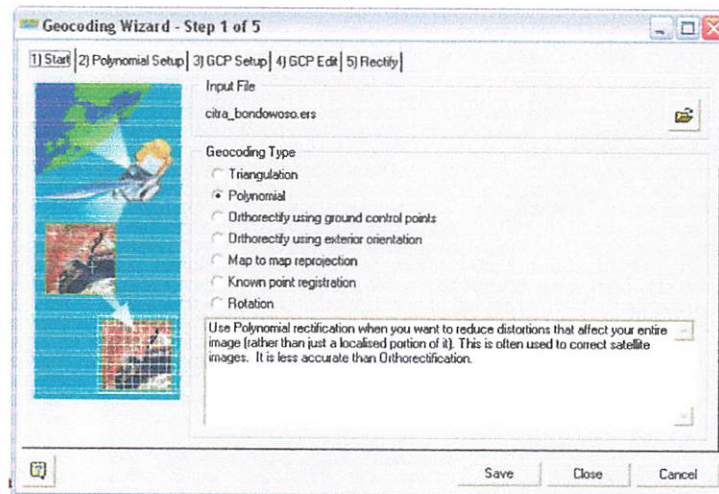 Geocoding Wizard - Step 1 of 5
1) Start 2) Polynomial Setup 3) GCP Setup 4) GCP Edit 5) Rectify
Input File
citra_bondowoso.ers
Geocoding Type
Triangulation
Polynomial
Orthorectify using ground control points
Orthorectify using exterior orientation
Map to map reprojection
Known point registration
Rotation
Use Polynomial rectification when you want to reduce distortions that affect your entire
image (rather than just a localised portion of it). This is often used to correct satellite
images. It is less accurate than Orthorectification.
Save Close Cancel